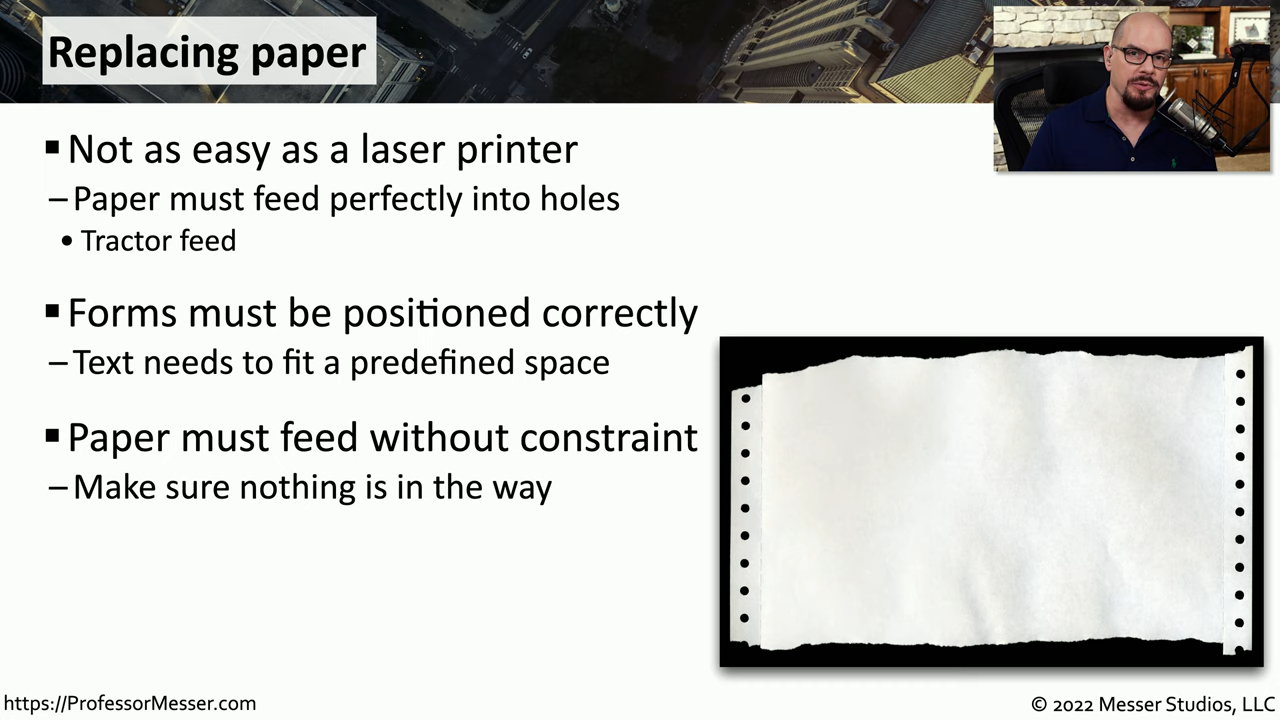 Replacing paper
▪ Not as easy as a laser printer
– Paper must feed perfectly into holes
• Tractor feed
▪ Forms must be positioned correctly
– Text needs to fit a predefined space
▪ Paper must feed without constraint
– Make sure nothing is in the way
https://ProfessorMesser.com
© 2022 Messer Studios, LLC